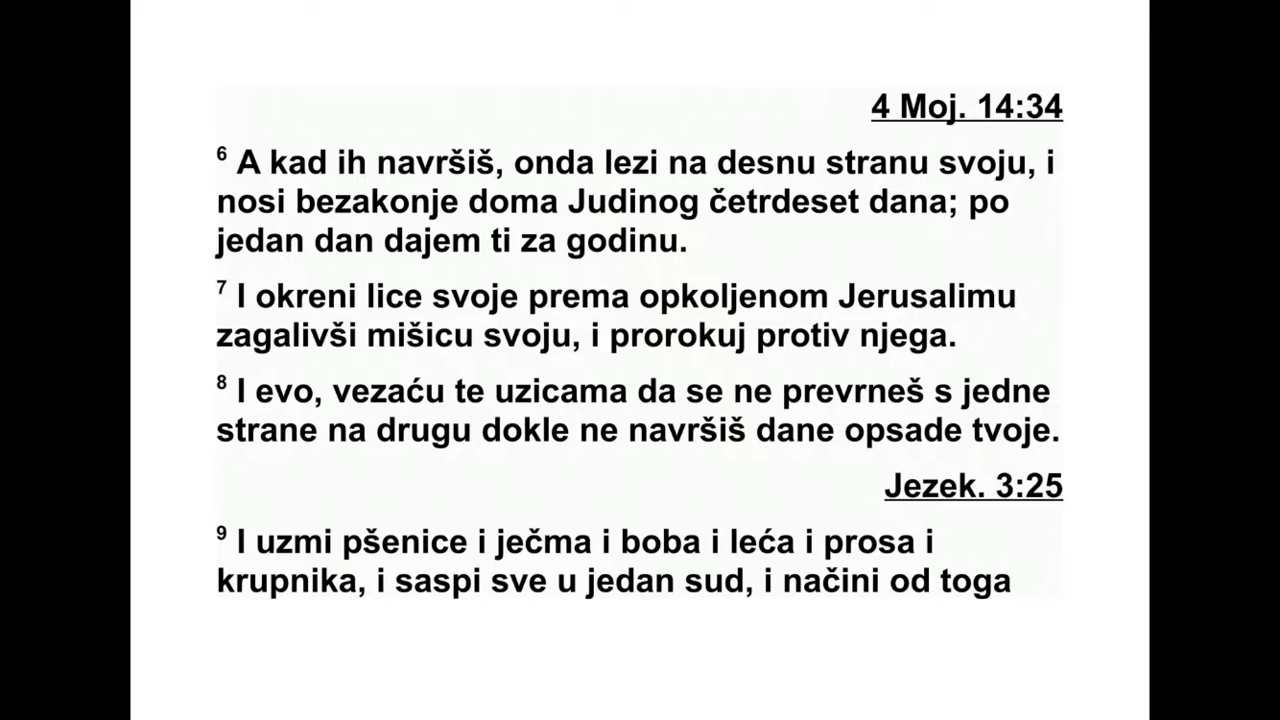 4 Moj. 14:34
6 A kad ih navršiš, onda lezi na desnu stranu svoju, i
nosi bezakonje doma Judinog četrdeset dana; po
jedan dan dajem ti za godinu.
7 I okreni lice svoje prema opkoljenom Jerusalimu
zagalivši mišicu svoju, i prorokuj protiv njega.
8 I evo, vezaću te uzicama da se ne prevrneš s jedne
strane na drugu dokle ne navršiš dane opsade tvoje.
Jezek. 3:25
9 I uzmi pšenice i ječma i boba i leća i prosa i
krupnika, i saspi sve u jedan sud, i načini od toga